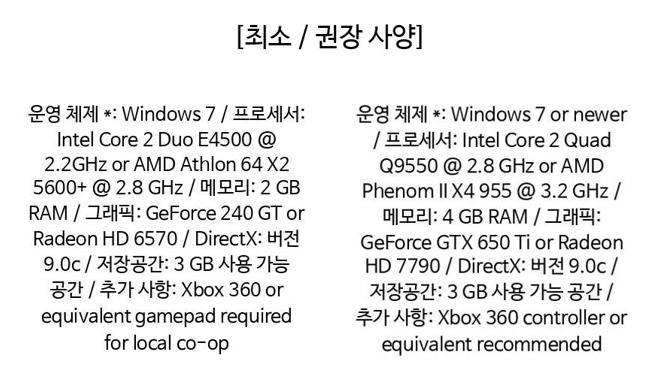 [최소 / 권장 사양]
운영 체제 *: Windows 7 / 프로세서:
Intel Core 2 Duo E4500 @
2.2GHz or AMD Athlon 64 X2
5600+ @ 2.8 GHz / 메모리: 2 GB
RAM / 그래픽: GeForce 240 GT or
Radeon HD 6570 / DirectX: 버전
9.0c / 저장공간: 3 GB 사용 가능
공간 / 추가 사항: Xbox 360 or
equivalent gamepad required
for local co-op
운영 체제 *: Windows 7 or newer
/ 프로세서: Intel Core 2 Quad
Q9550 @ 2.8 GHz or AMD
Phenom II X4 955 @ 3.2 GHz /
메모리: 4 GB RAM / 그래픽:
GeForce GTX 650 Ti or Radeon
HD 7790 / DirectX: 버전 9.0c /
저장공간: 3 GB 사용 가능 공간 /
추가 사항: Xbox 360 controller or
equivalent recommended